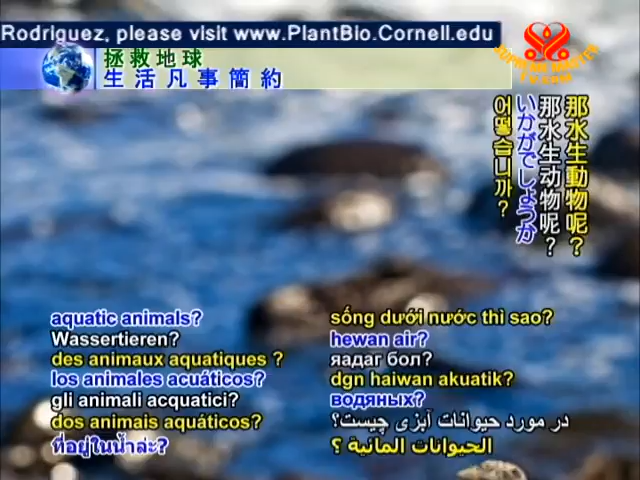 Rodriguez, please visit www.PlantBio.Cornell.edu
拯救地球
生活凡事簡約
SUPREME MASTER
TV.COM
那水生動物呢？
那水生动物呢？
いかがでしょうか
어떻습니까？
aquatic animals?
Wassertieren?
des animaux aquatiques ?
los animales acuáticos?
gli animali acquatici?
dos animais aquáticos?
ที่อยู่ในน้ำล่ะ?
sống dưới nước thì sao?
hewan air?
яадаг бол?
dgn haiwan akuatik?
водяных?
در مورد حیوانات آبزی چیست؟
الحيوانات المائية ؟